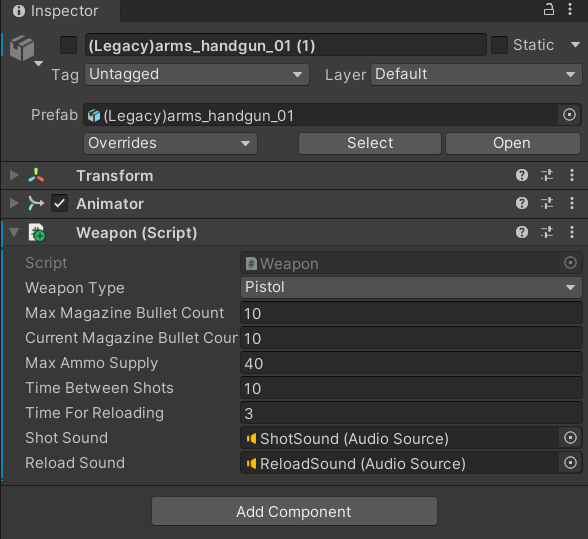 Inspector
(Legacy)arms_handgun_01 (1)
Static
Tag Untagged Layer Default
Prefab (Legacy)arms_handgun_01
Overrides Select Open
Transform
Animator
Weapon (Script)
Script Weapon
Weapon Type Pistol
Max Magazine Bullet Count 10
Current Magazine Bullet Cour 10
Max Ammo Supply 40
Time Between Shots 10
Time For Reloading 3
Shot Sound ShotSound (Audio Source)
Reload Sound ReloadSound (Audio Source)
Add Component